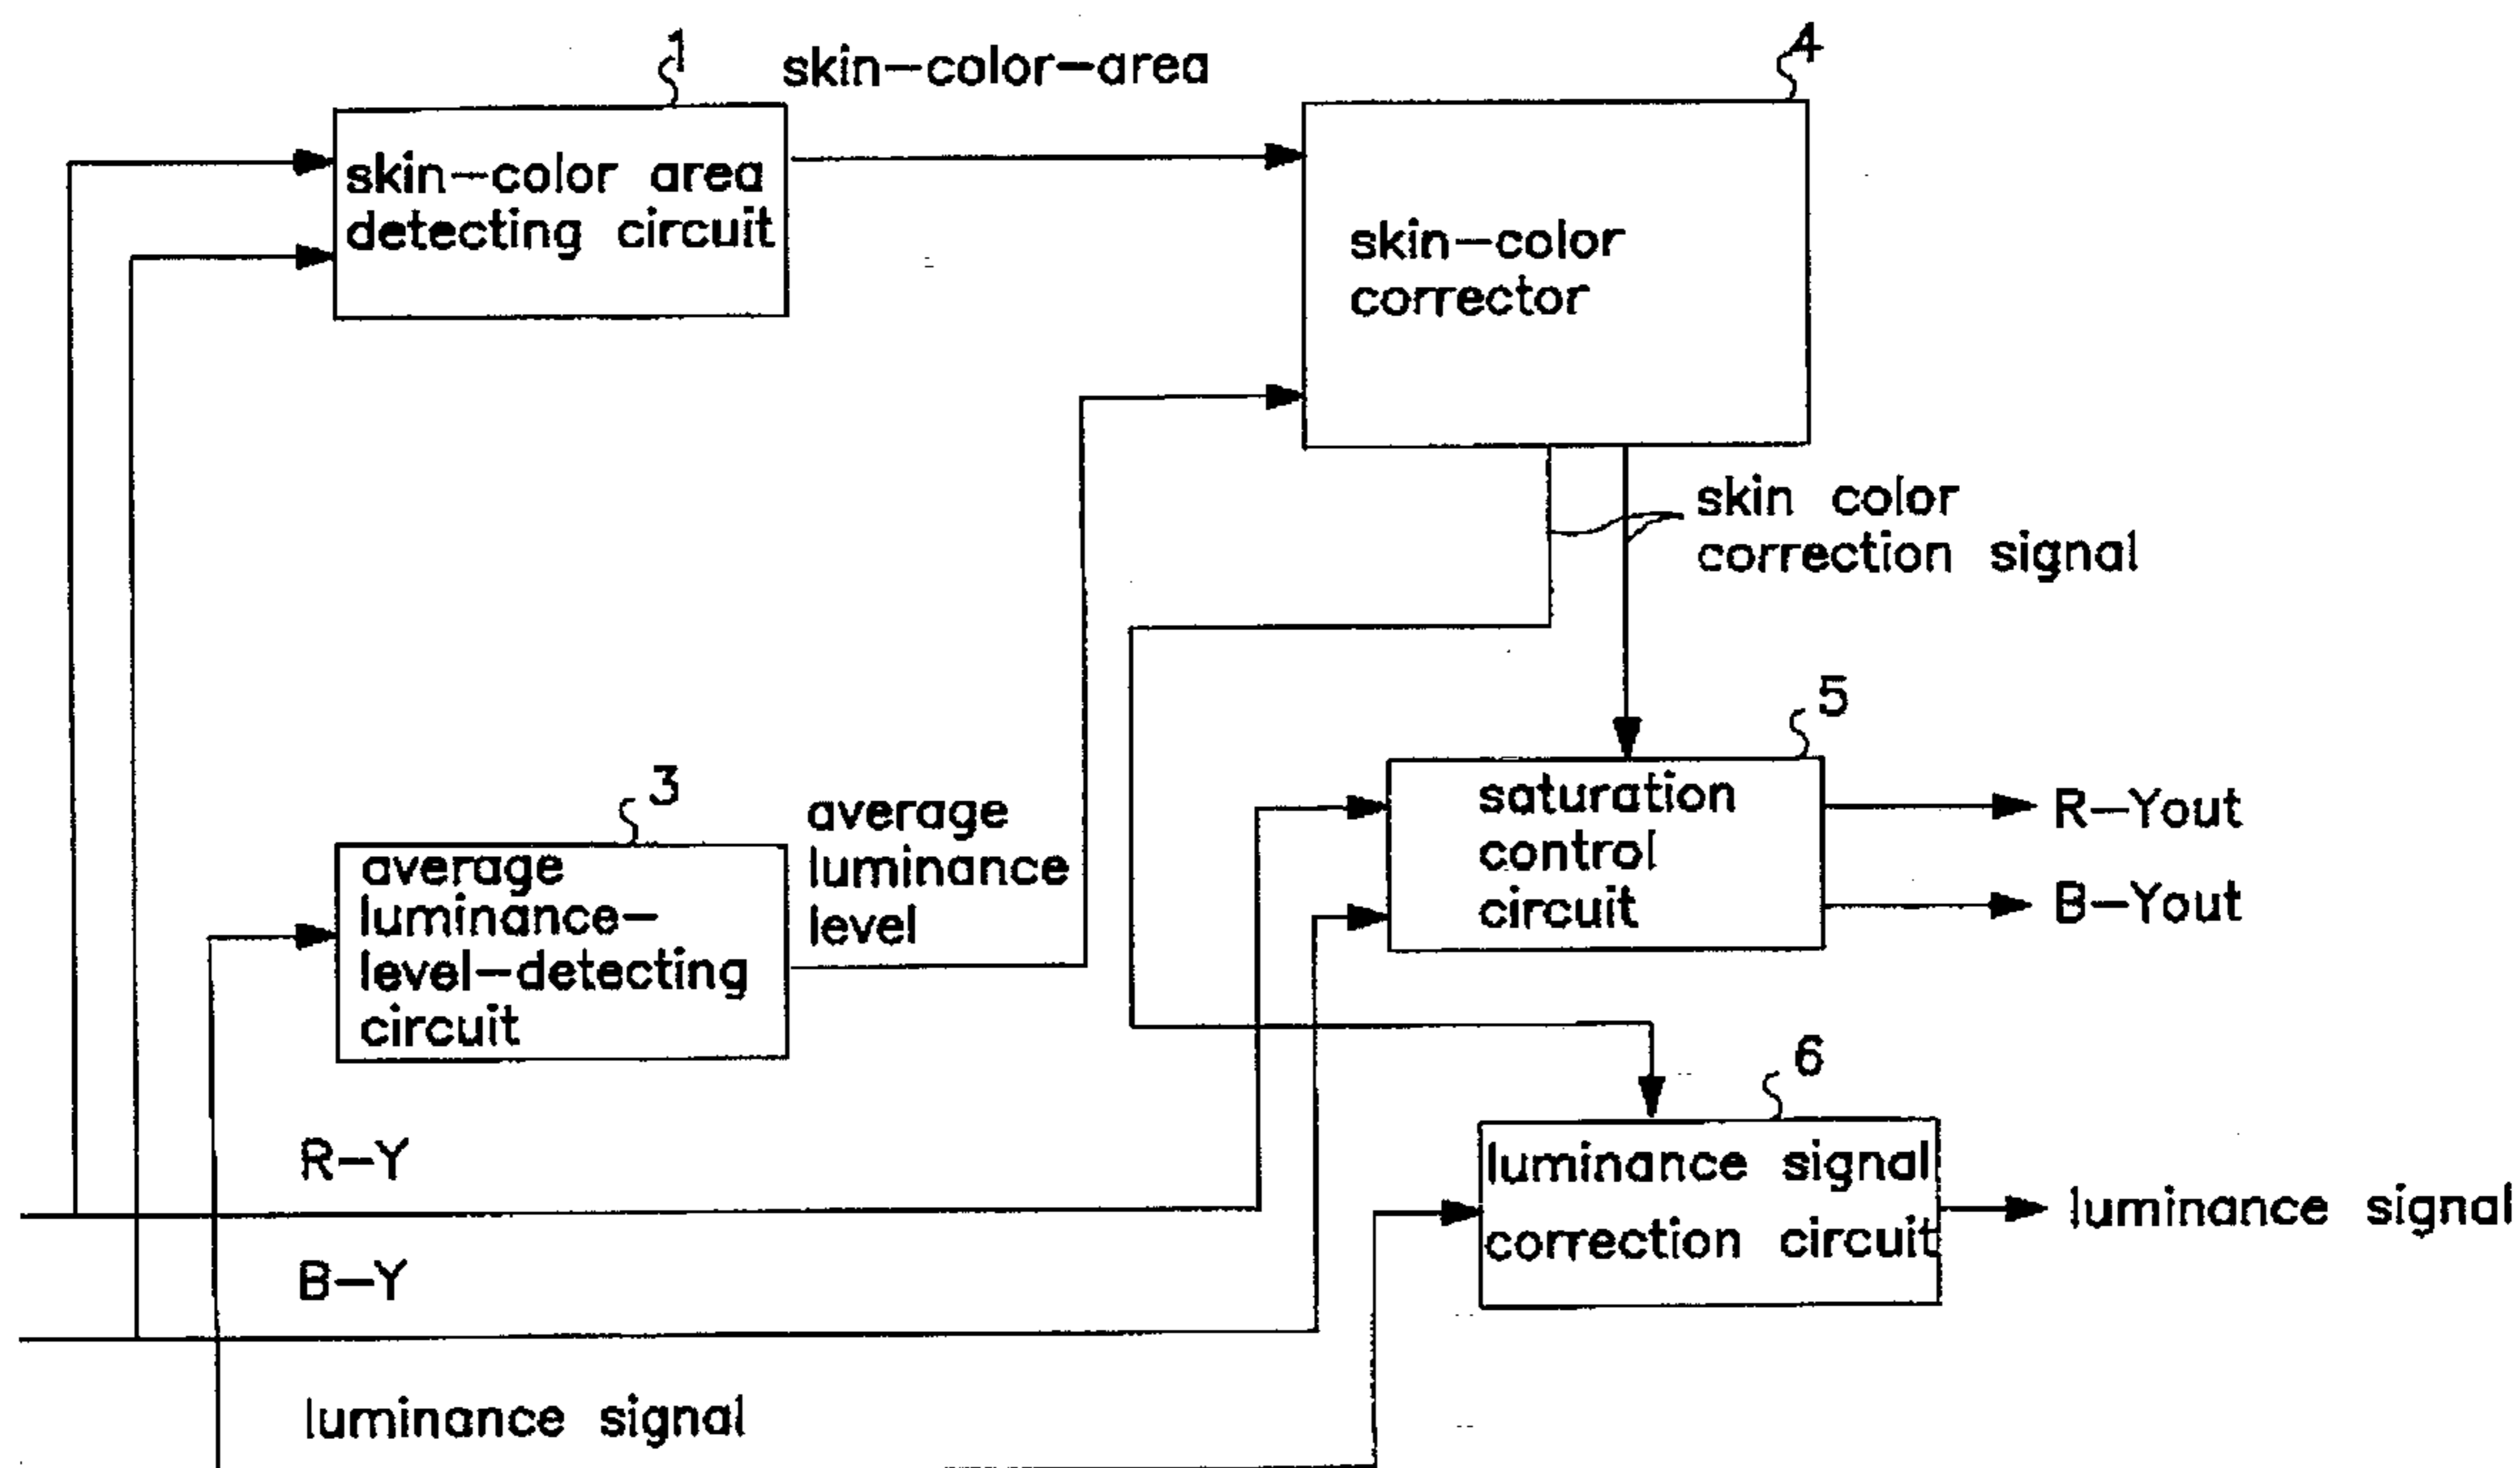 1
skin-color-area
4
skin-color area
detecting circuit
skin-color
corrector
skin color
correction signal
5
3
average
luminance
level
average
luminance-
level-detecting
circuit
saturation
control
circuit
R-Yout
B-Yout
6
R-Y
luminance signal
correction circuit
luminance signal
B-Y
luminance signal